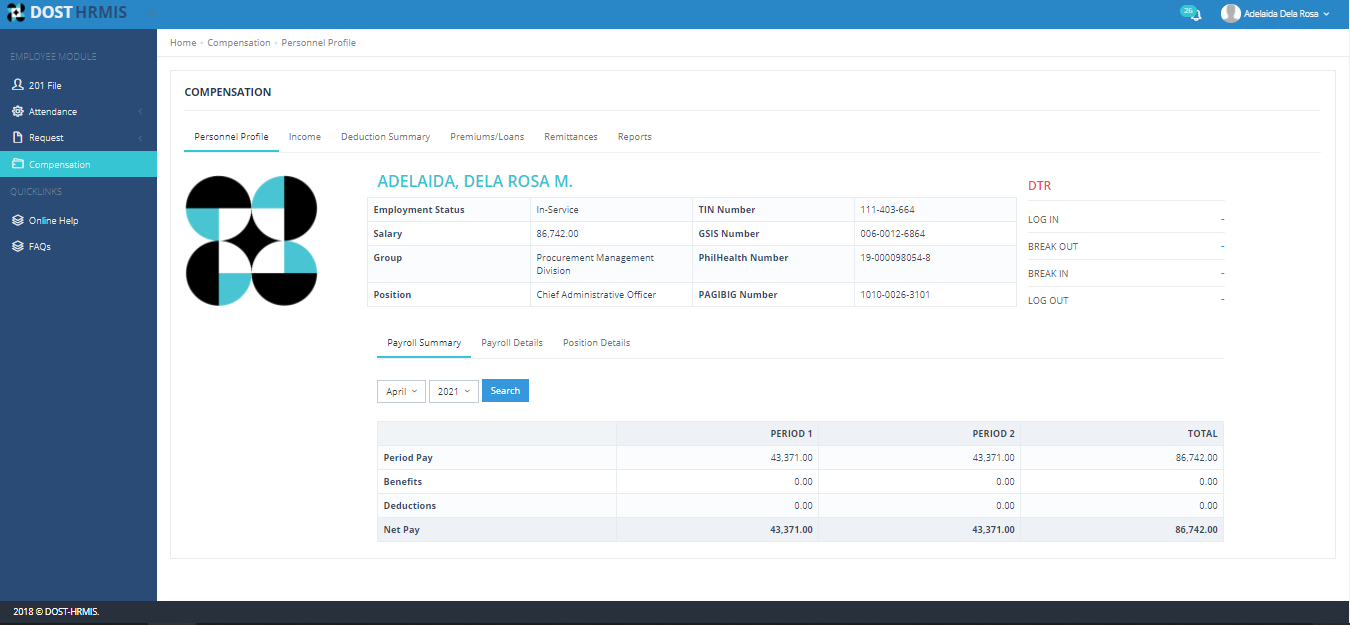 DOST HRMIS
26
Adelaida Dela Rosa
EMPLOYEE MODULE
201 File
Attendance
Request
Compensation
QUICKLINKS
Online Help
FAQs
Home Compensation Personnel Profile
COMPENSATION
Personnel Profile Income Deduction Summary Premiums/Loans Remittances Reports
ADELAIDA, DELA ROSA M.
Employment Status In-Service TIN Number 111-403-664
Salary 86,742.00 GSIS Number 006-0012-6864
Group Procurement Management Division PhilHealth Number 19-000098054-8
Position Chief Administrative Officer PAGIBIG Number 1010-0026-3101
DTR
LOG IN -
BREAK OUT -
BREAK IN -
LOG OUT -
Payroll Summary Payroll Details Position Details
April 2021 Search
PERIOD 1 PERIOD 2 TOTAL
Period Pay 43,371.00 43,371.00 86,742.00
Benefits 0.00 0.00 0.00
Deductions 0.00 0.00 0.00
Net Pay 43,371.00 43,371.00 86,742.00
2018 © DOST-HRMIS.